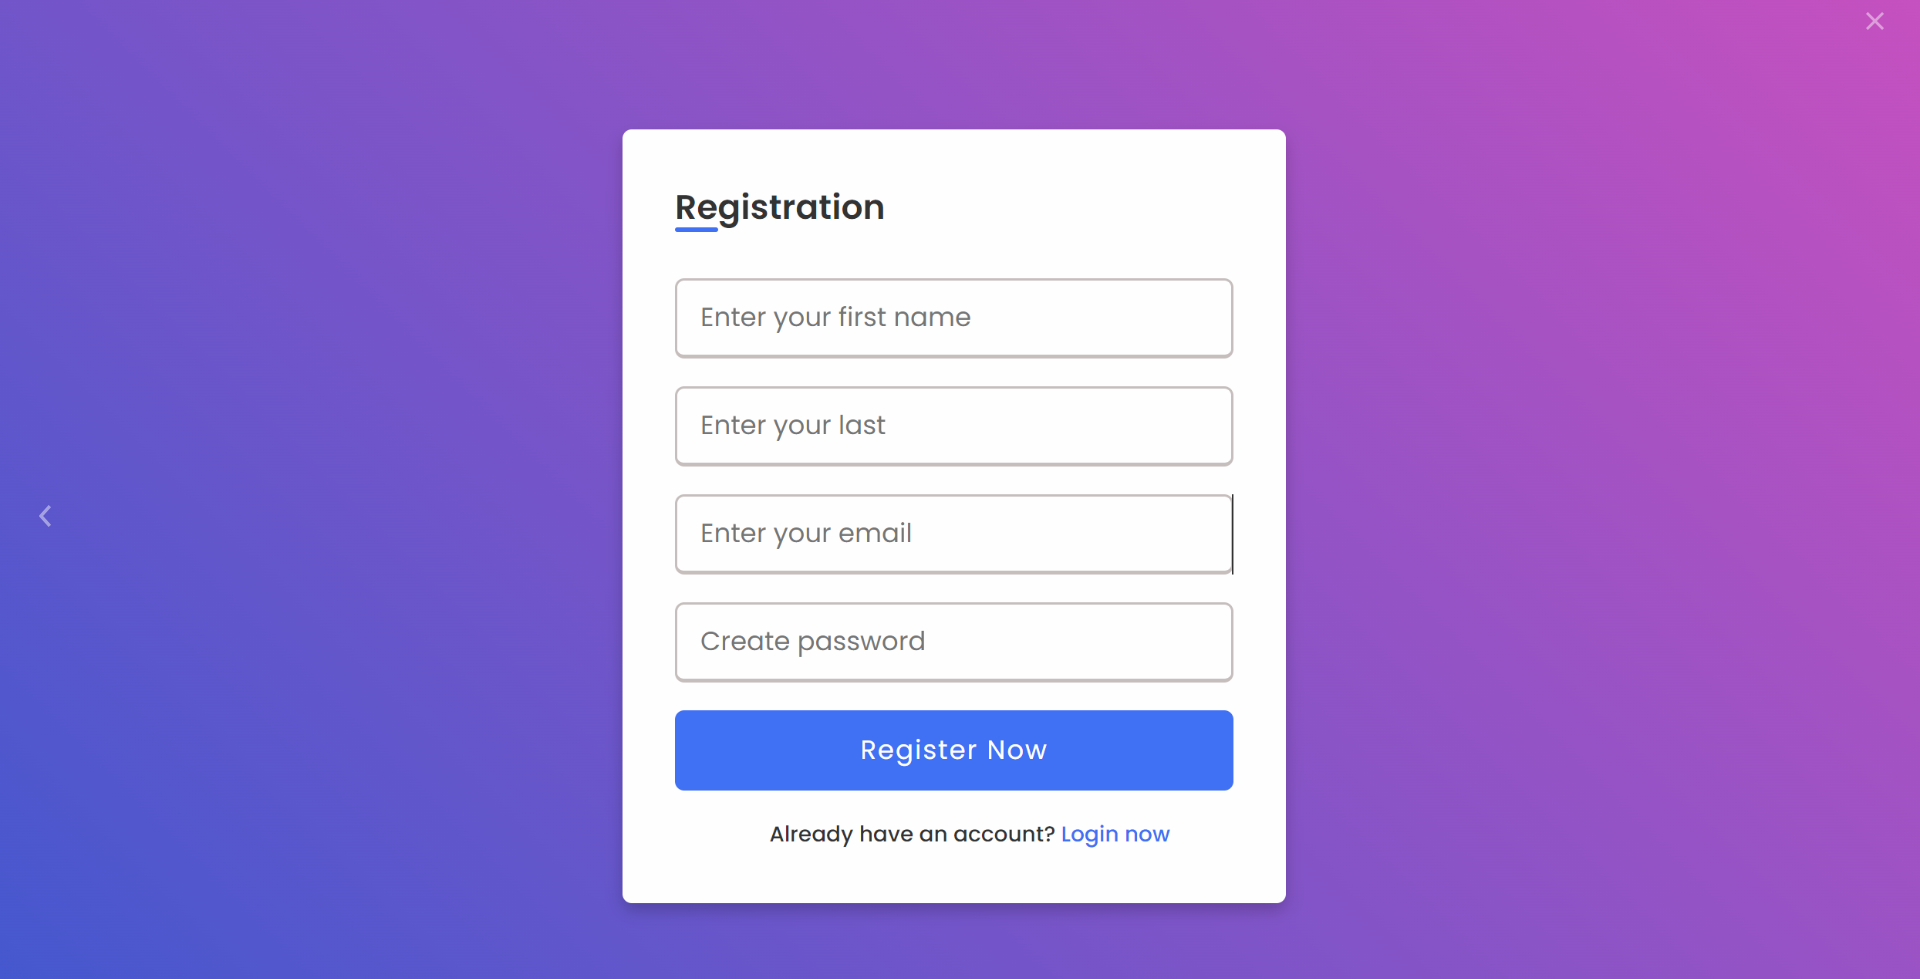 Registration
Enter your first name
Enter your last
Enter your email
Create password
Register Now
Already have an account? Login now